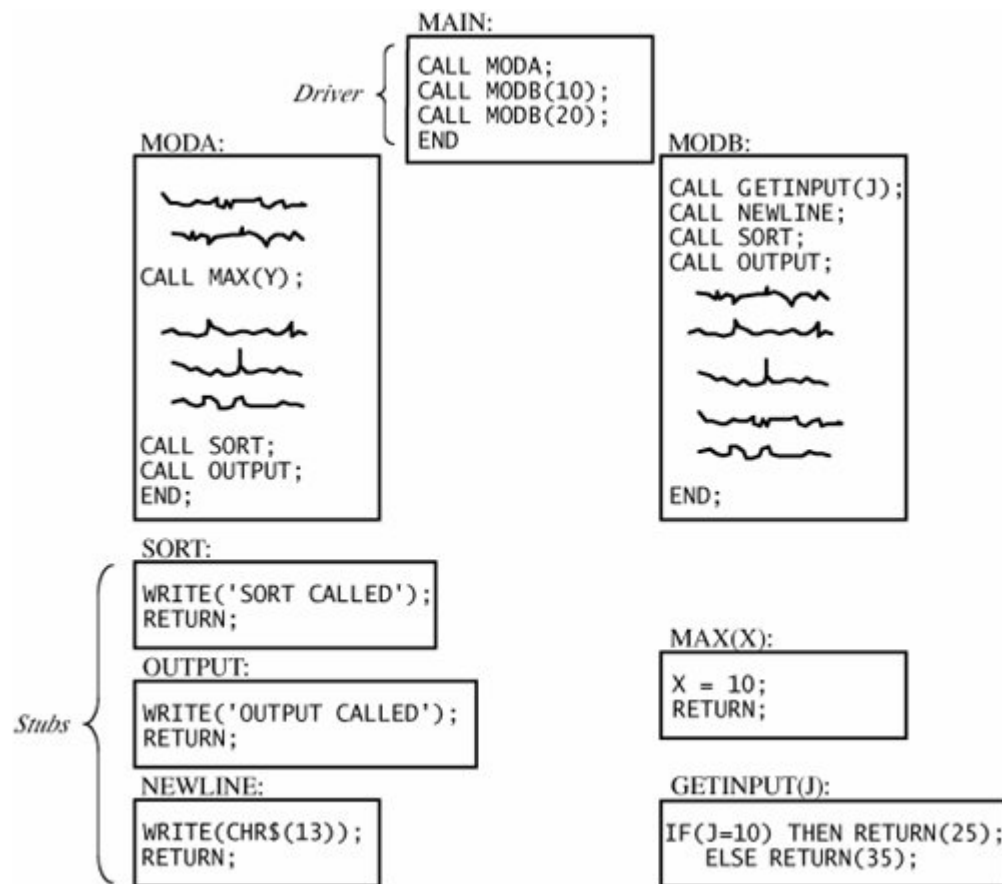 MAIN:
Driver
CALL MODA;
CALL MODB(10);
CALL MODB(20);
END
MODA:
CALL MAX(Y);
CALL SORT;
CALL OUTPUT;
END;
MODB:
CALL GETINPUT(J);
CALL NEWLINE;
CALL SORT;
CALL OUTPUT;
END;
Stubs
SORT:
WRITE('SORT CALLED');
RETURN;
OUTPUT:
WRITE('OUTPUT CALLED');
RETURN;
NEWLINE:
WRITE(CHR$(13));
RETURN;
MAX(X):
X = 10;
RETURN;
GETINPUT(J):
IF(J=10) THEN RETURN(25);
ELSE RETURN(35);